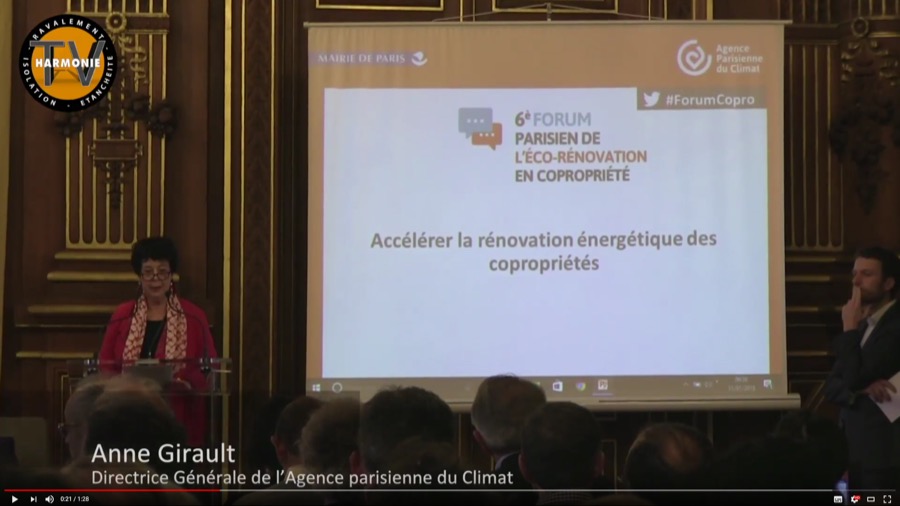 RAVALEMENT
TV
HARMONIE
ISOLATION • ETANCHEITE
MAIRIE DE PARIS
Agence
Parisienne
du Climat
#ForumCopro
6è FORUM
PARISIEN DE
L'ÉCO-RÉNOVATION
EN COPROPRIÉTÉ
Accélérer la rénovation énergétique des
copropriétés
Anne Girault
Directrice Générale de l'Agence parisienne du Climat
0:21 / 1:28